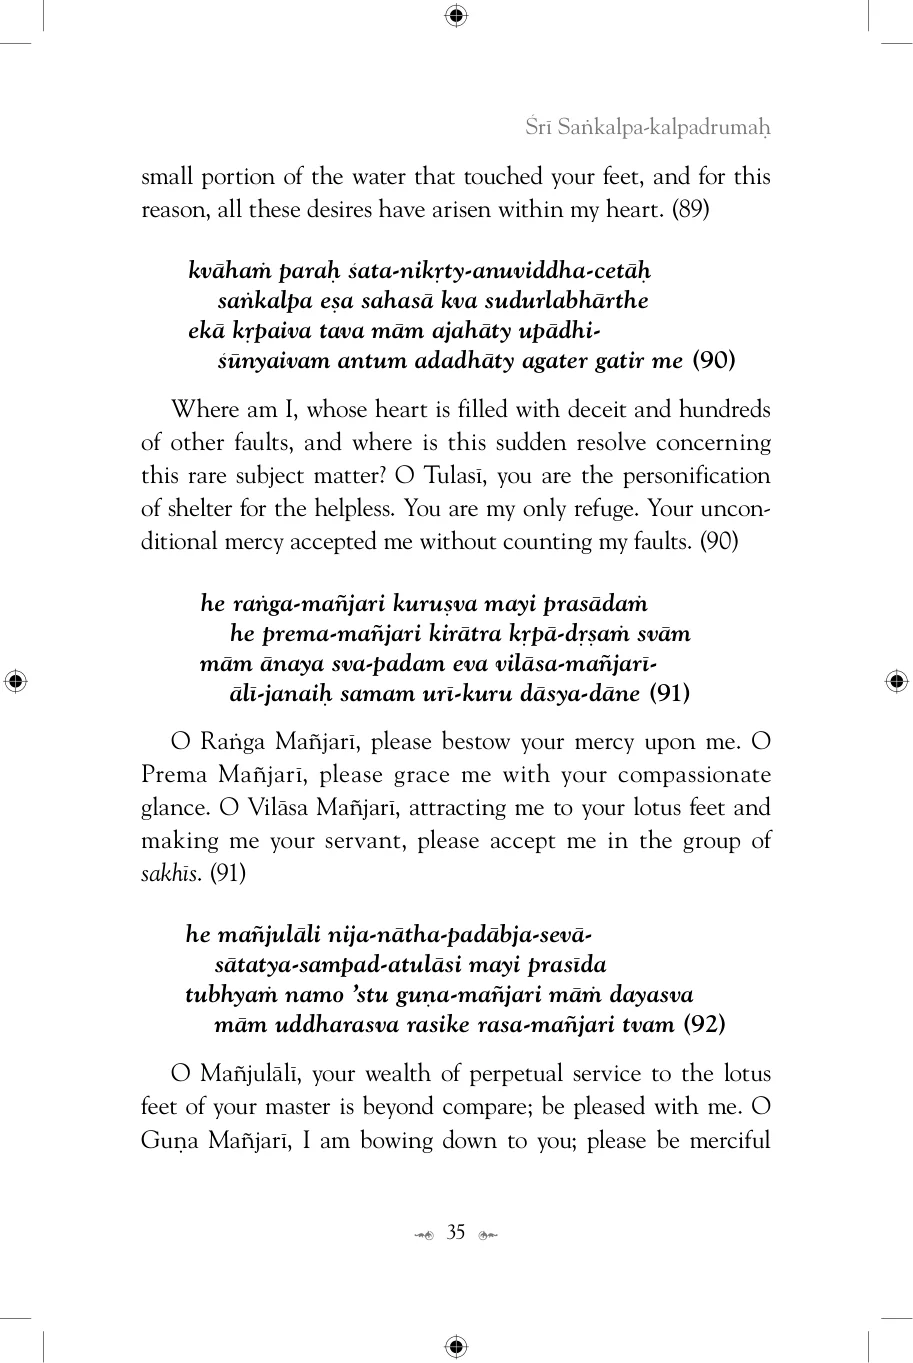 Śrī Saṅkalpa-kalpadrumaḥ
small portion of the water that touched your feet, and for this
reason, all these desires have arisen within my heart. (89)
kvāhaṁ paraḥ śata-nikṛty-anuviddha-cetāḥ
saṅkalpa eṣa sahasā kva sudurlabhārthe
ekā kṛpaiva tava mām ajahāty upādhi-
śūnyaivam antum adadhāty agater gatir me (90)
Where am I, whose heart is filled with deceit and hundreds
of other faults, and where is this sudden resolve concerning
this rare subject matter? O Tulasī, you are the personification
of shelter for the helpless. You are my only refuge. Your uncon-
ditional mercy accepted me without counting my faults. (90)
he raṅga-mañjari kuruṣva mayi prasādaṁ
he prema-mañjari kirātra kṛpā-dṛṣaṁ svām
mām ānaya sva-padam eva vilāsa-mañjarī-
ālī-janaiḥ samam urī-kuru dāsya-dāne (91)
O Raṅga Mañjarī, please bestow your mercy upon me. O
Prema Mañjarī, please grace me with your compassionate
glance. O Vilāsa Mañjarī, attracting me to your lotus feet and
making me your servant, please accept me in the group of
sakhīs. (91)
he mañjulāli nija-nātha-padābja-sevā-
sātatya-sampad-atulāsi mayi prasīda
tubhyaṁ namo ’stu guṇa-mañjari māṁ dayasva
mām uddharasva rasike rasa-mañjari tvam (92)
O Mañjulālī, your wealth of perpetual service to the lotus
feet of your master is beyond compare; be pleased with me. O
Guṇa Mañjarī, I am bowing down to you; please be merciful
35